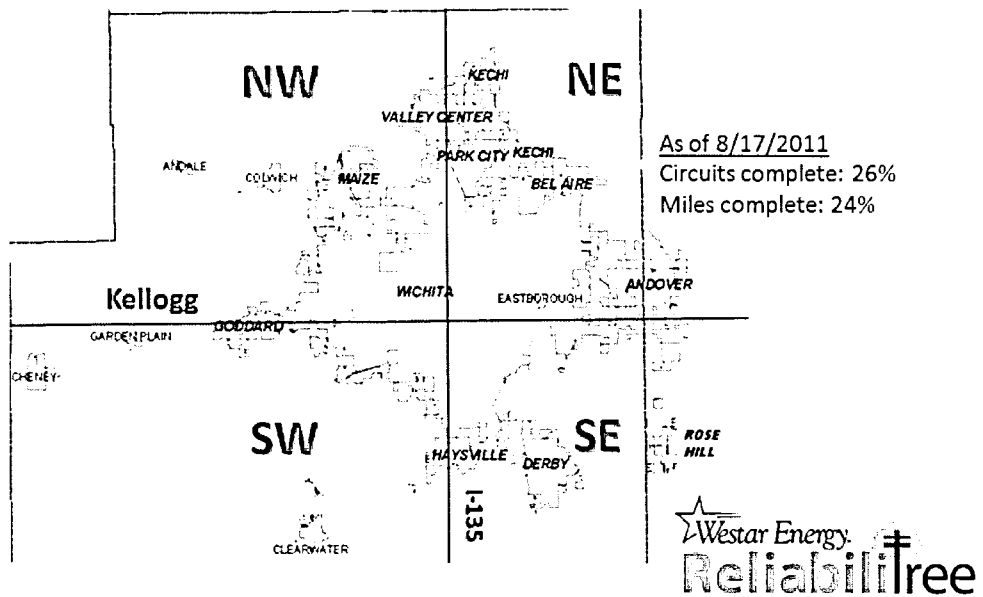 NW
NE
KECHI
VALLEY CENTER
As of 8/17/2011
PARK CITY KECHI
ANDALE
Circuits complete: 26%
COLWICH
MAIZE
BEL AIRE
Miles complete: 24%
WICHITA
ANDOVER
Kellogg
EASTBOROUGH
GODDARD
GARDEN PLAIN
CHENEY
SW
SE
ROSE
HILL
HAYSVILLE
DERBY
I-135
CLEARWATER
Westar Energy.
ReliabiliTree